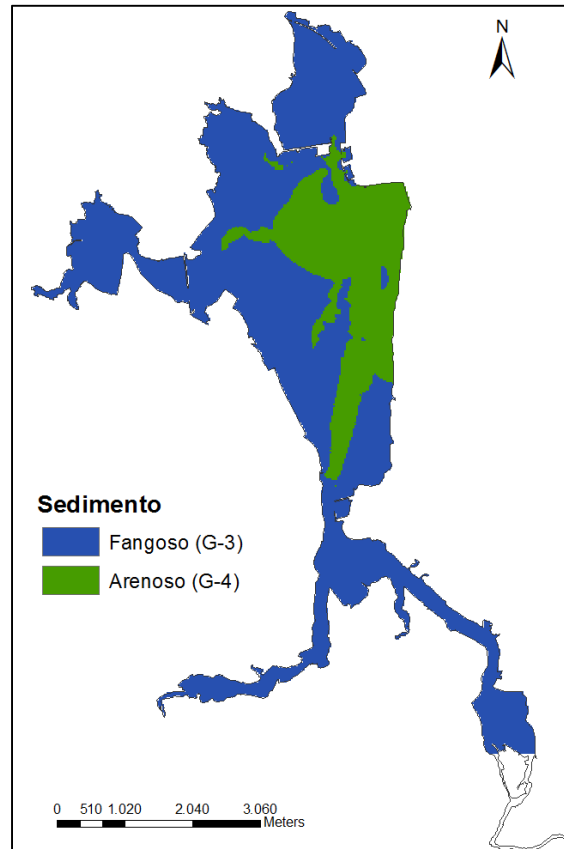 N
Sedimento
Fangoso (G-3)
Arenoso (G-4)
0 510 1.020 2.040 3.060
Meters